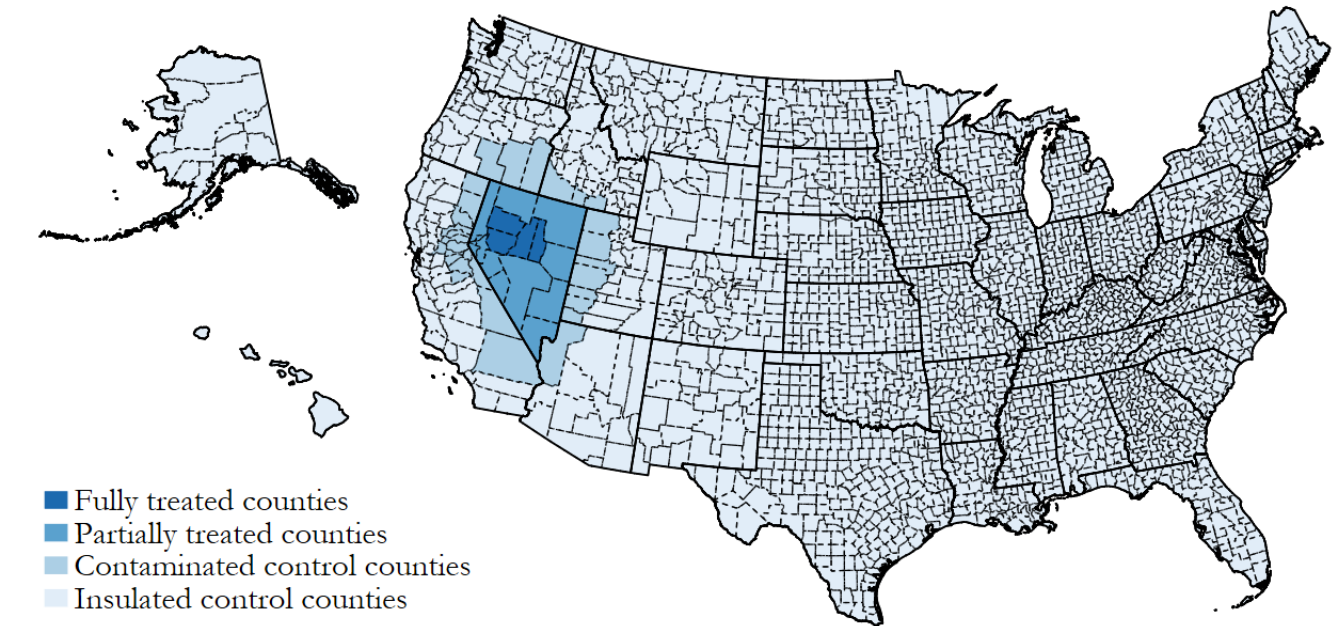 Fully treated counties
Partially treated counties
Contaminated control counties
Insulated control counties